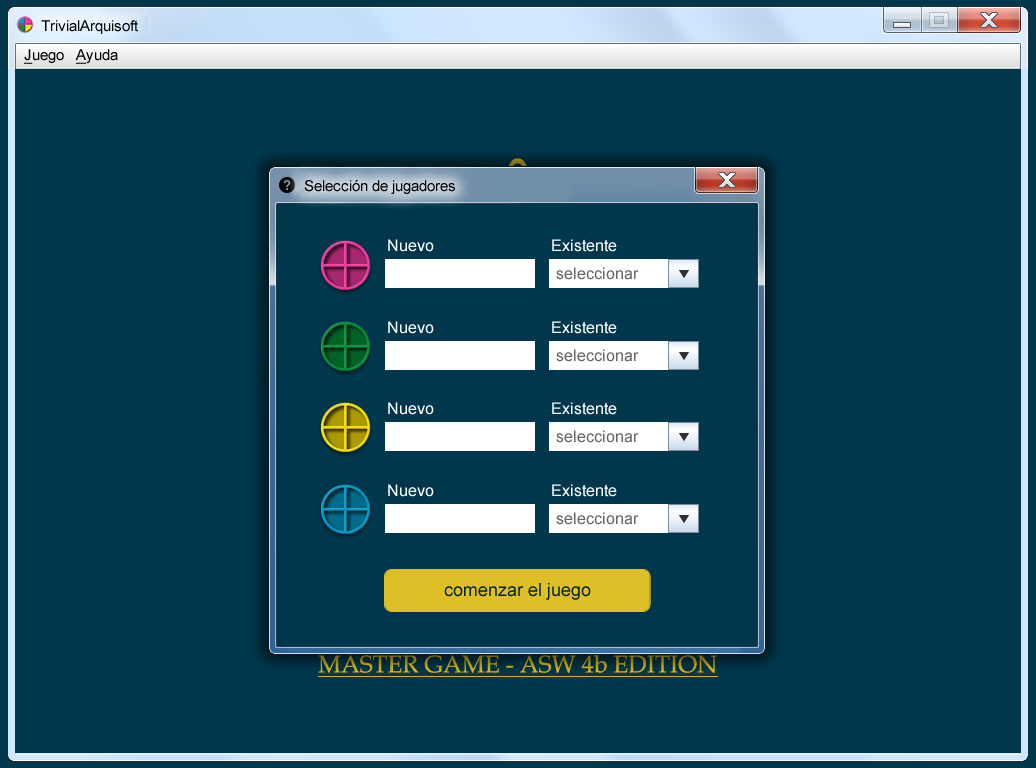 TrivialArquisoft
Juego Ayuda
? Selección de jugadores
Nuevo Existente
seleccionar
Nuevo Existente
seleccionar
Nuevo Existente
seleccionar
Nuevo Existente
seleccionar
comenzar el juego
MASTER GAME - ASW 4b EDITION